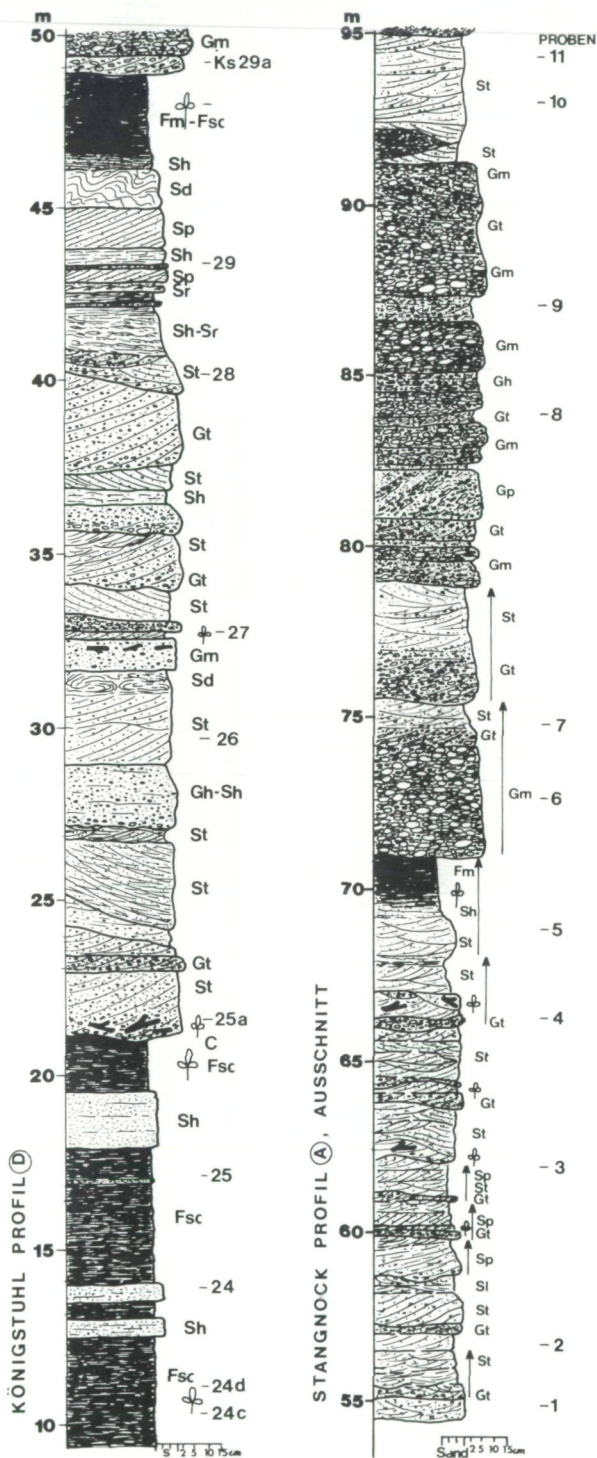 m
50
Gm
-Ks29a
Fm-Fsc
Sh
Sd
45
Sp
Sh
-29
Sp
Sr
Sh-Sr
St-28
40
Gt
St
Sh
35
St
Gt
St
-27
Gm
Sd
30
St
-26
Gh-Sh
St
St
25
Gt
St
-25a
C
Fsc
20
Sh
-25
Fsc
15
-24
Sh
Fsc -24d
-24c
10
S 1 2 5 10 15cm
KÖNIGSTUHL PROFIL D
m
95
PROBEN
-11
St
-10
St
Gm
90
Gt
Gm
-9
Gm
85
Gh
Gt -8
Gm
Gp
Gt
80
Gm
St
Gt
75
St -7
Gt
Gm -6
Fm
70
Sh
-5
St
St
-4
Gt
65
St
Gt
St
-3
Sp
St
Gt
60
Sp
Gt
Sp
Sl
St
Gt
-2
St
Gt
55
-1
Sand 2 5 10 15cm
STANGNOCK PROFIL A, AUSSCHNITT